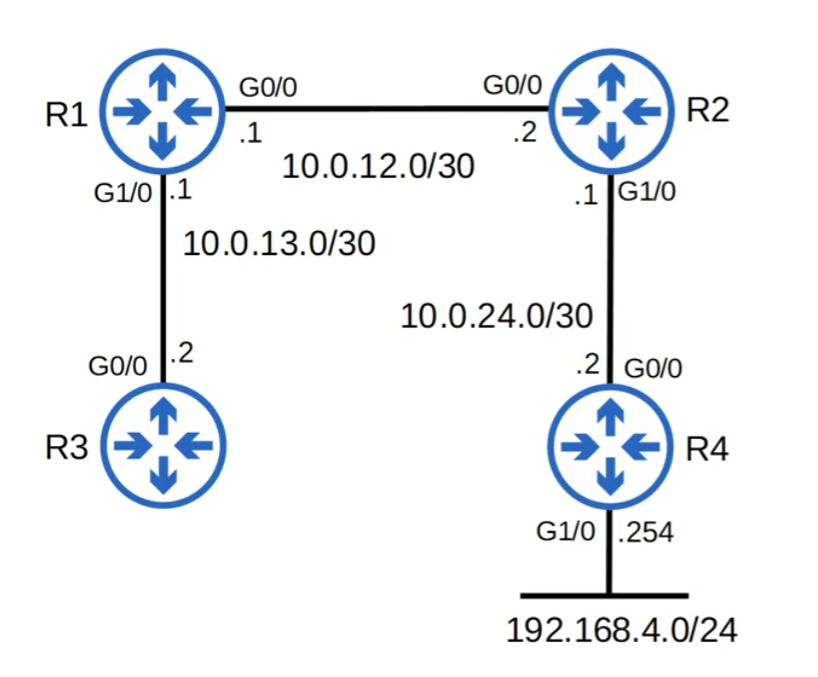 G0/0
G0/0
R1
R2
.1
.2
10.0.12.0/30
G1/0
.1
.1
G1/0
10.0.13.0/30
10.0.24.0/30
G0/0
.2
.2
G0/0
R3
R4
G1/0
.254
192.168.4.0/24